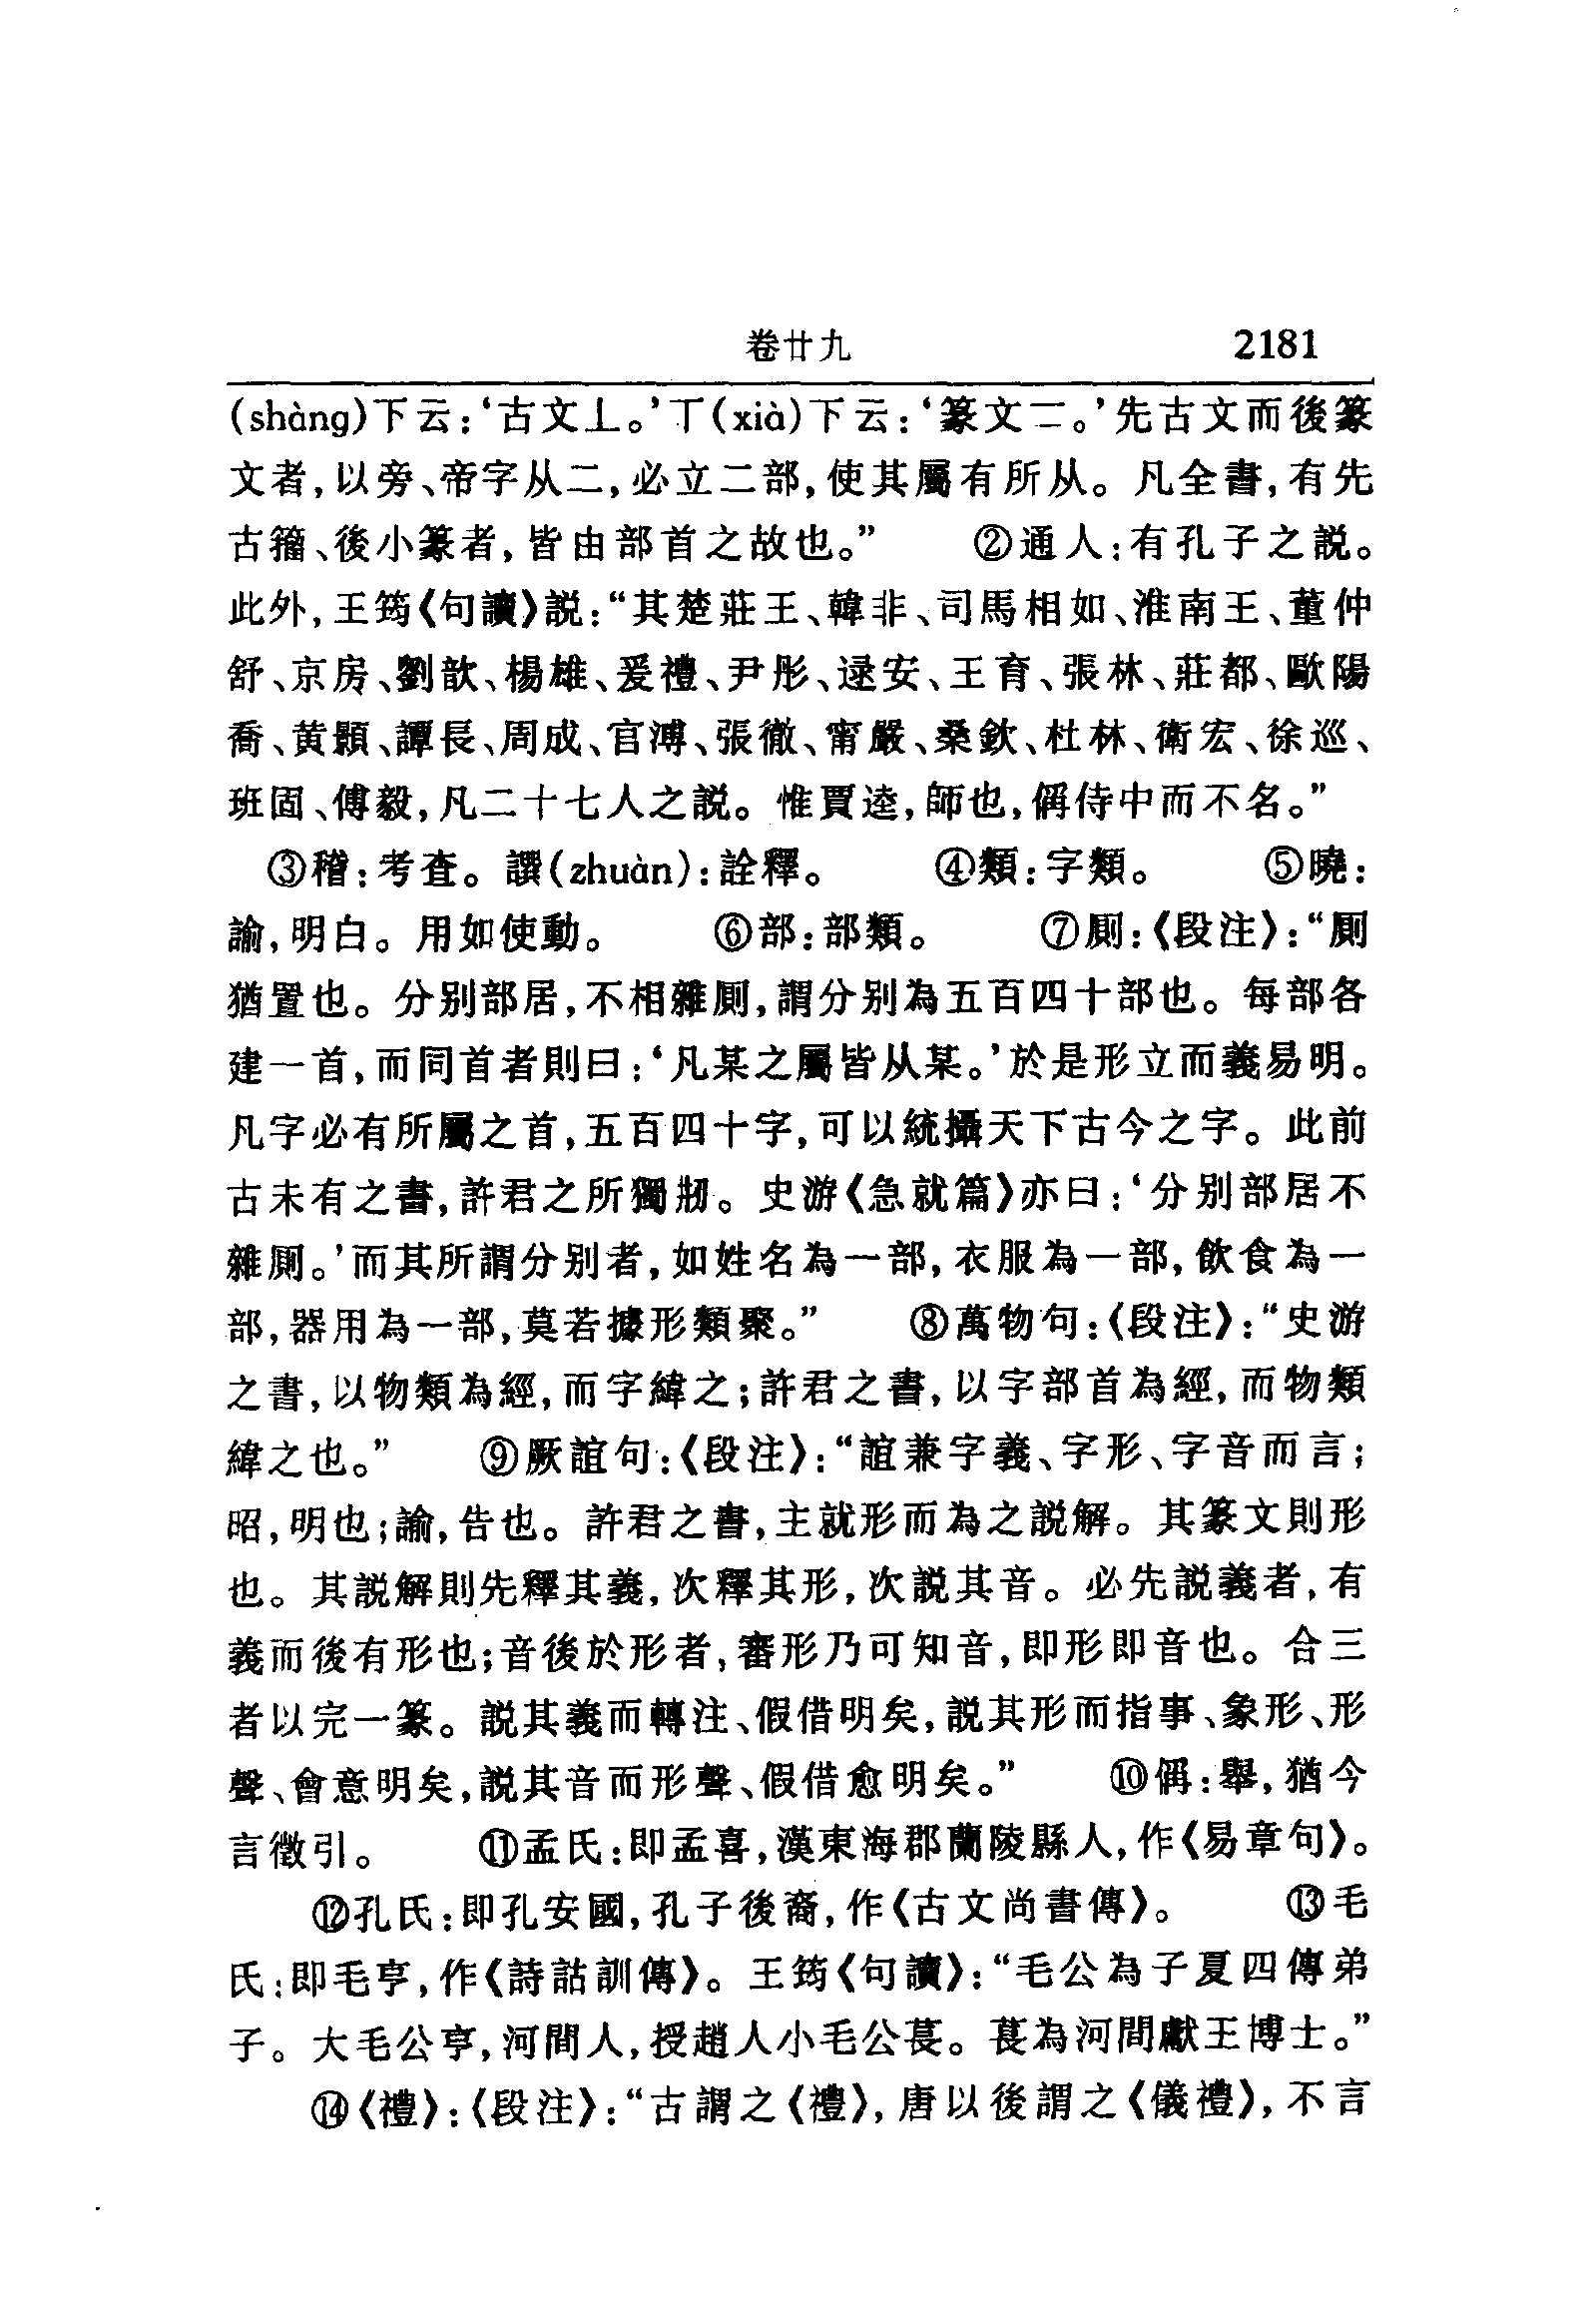 卷廿九 2181
(shàng)下云:‘古文丄。’丅(xià)下云:‘篆文𠄟。’先古文而後篆
文者,以旁、帝字从二,必立二部,使其屬有所从。凡全書,有先
古籀、後小篆者,皆由部首之故也。” ②通人:有孔子之説。
此外,王筠《句讀》説:“其楚莊王、韓非、司馬相如、淮南王、董仲
舒、京房、劉歆、楊雄、爰禮、尹彤、逯安、王育、張林、莊都、歐陽
喬、黄顥、譚長、周成、官溥、張徹、甯嚴、桑欽、杜林、衛宏、徐巡、
班固、傅毅,凡二十七人之説。惟賈逵,師也,偁侍中而不名。”
③稽:考查。譔(zhuàn):詮釋。 ④類:字類。 ⑤曉:
諭,明白。用如使動。 ⑥部:部類。 ⑦厠:《段注》:“厠
猶置也。分别部居,不相雜厠,謂分别為五百四十部也。每部各
建一首,而同首者則曰:‘凡某之屬皆从某。’於是形立而義易明。
凡字必有所屬之首,五百四十字,可以統攝天下古今之字。此前
古未有之書,許君之所獨剏。史游《急就篇》亦曰:‘分别部居不
雜厠。’而其所謂分别者,如姓名為一部,衣服為一部,飲食為一
部,器用為一部,莫若據形類聚。” ⑧萬物句:《段注》:“史游
之書,以物類為經,而字緯之;許君之書,以字部首為經,而物類
緯之也。” ⑨厥誼句:《段注》:“誼兼字義、字形、字音而言;
昭,明也;諭,告也。許君之書,主就形而為之説解。其篆文則形
也。其説解則先釋其義,次釋其形,次説其音。必先説義者,有
義而後有形也;音後於形者,審形乃可知音,即形即音也。合三
者以完一篆。説其義而轉注、假借明矣,説其形而指事、象形、形
聲、會意明矣,説其音而形聲、假借愈明矣。” ⑩偁:舉,猶今
言徵引。 ⑪孟氏:即孟喜,漢東海郡蘭陵縣人,作《易章句》。
⑫孔氏:即孔安國,孔子後裔,作《古文尚書傳》。 ⑬毛
氏:即毛亨,作《詩詁訓傳》。王筠《句讀》:“毛公為子夏四傳弟
子。大毛公亨,河間人,授趙人小毛公萇。萇為河間獻王博士。”
⑭《禮》:《段注》:“古謂之《禮》,唐以後謂之《儀禮》,不言